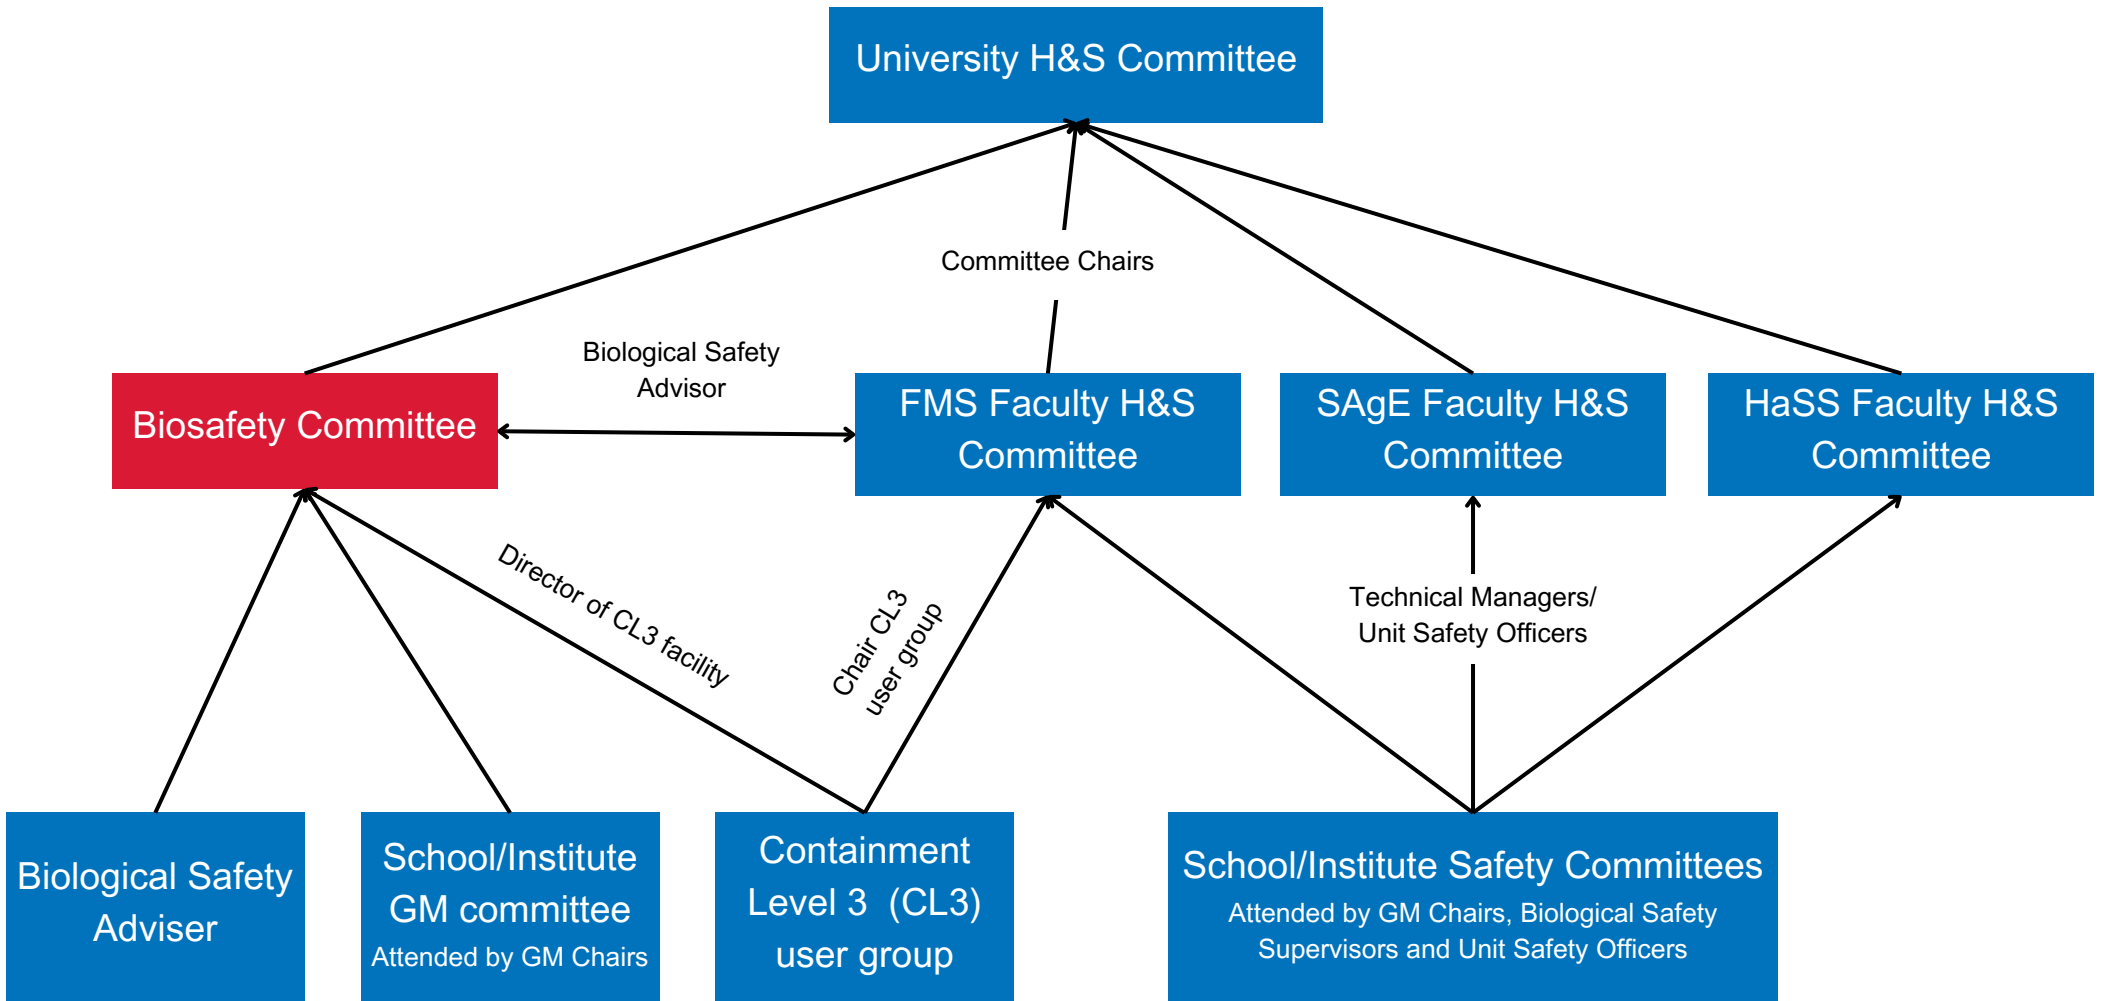 University H&S Committee
Committee Chairs
Biological Safety
Advisor
Biosafety Committee
FMS Faculty H&S
Committee
SAgE Faculty H&S
Committee
HaSS Faculty H&S
Committee
Director of CL3 facility
Chair CL3
user group
Technical Managers/
Unit Safety Officers
Biological Safety
Adviser
School/Institute
GM committee
Attended by GM Chairs
Containment
Level 3 (CL3)
user group
School/Institute Safety Committees
Attended by GM Chairs, Biological Safety
Supervisors and Unit Safety Officers